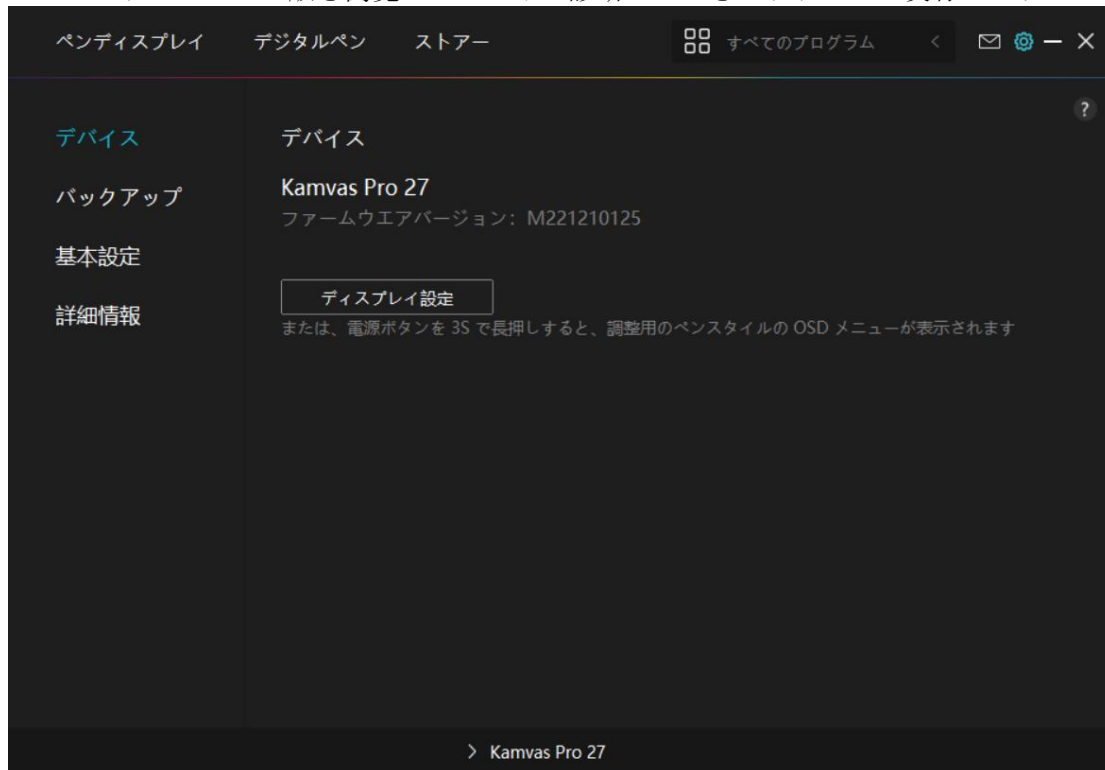 ペンディスプレイ デジタルペン ストアー すべてのプログラム <
?
デバイス
バックアップ
基本設定
詳細情報
デバイス
Kamvas Pro 27
ファームウエアバージョン：M221210125
ディスプレイ設定
または、電源ボタンを 3S で長押しすると、調整用のペンスタイルの OSD メニューが表示されます
> Kamvas Pro 27